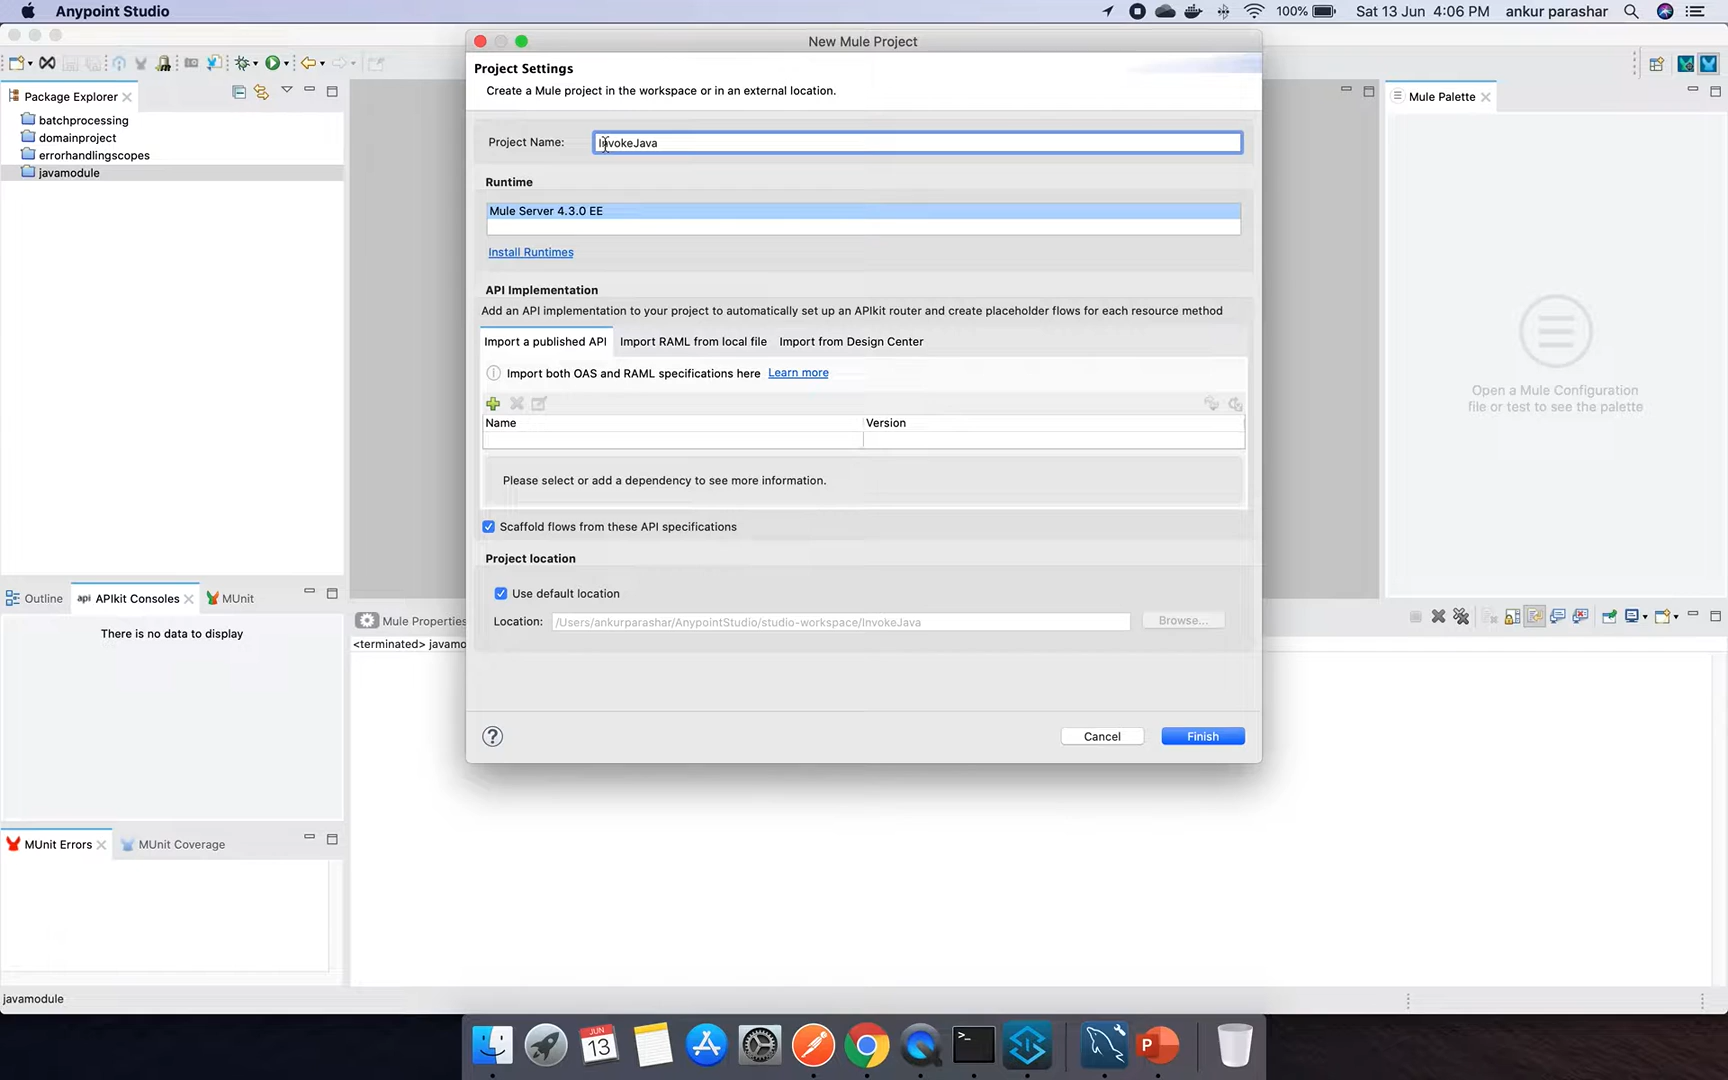 Anypoint Studio
100%
Sat 13 Jun 4:06 PM
ankur parashar
New Mule Project
Project Settings
Create a Mule project in the workspace or in an external location.
Package Explorer
batchprocessing
domainproject
errorhandlingscopes
javamodule
Mule Palette
Project Name:
InvokeJava
Runtime
Mule Server 4.3.0 EE
Install Runtimes
API Implementation
Add an API implementation to your project to automatically set up an APIkit router and create placeholder flows for each resource method
Import a published API
Import RAML from local file
Import from Design Center
Import both OAS and RAML specifications here
Learn more
Name
Version
Please select or add a dependency to see more information.
Scaffold flows from these API specifications
Project location
Use default location
Location:
/Users/ankurparashar/AnypointStudio/studio-workspace/InvokeJava
Browse...
Cancel
Finish
Open a Mule Configuration
file or test to see the palette
Outline
api
APIkit Consoles
MUnit
There is no data to display
Mule Properties
<terminated> javamo
MUnit Errors
MUnit Coverage
javamodule
JUN
13
P